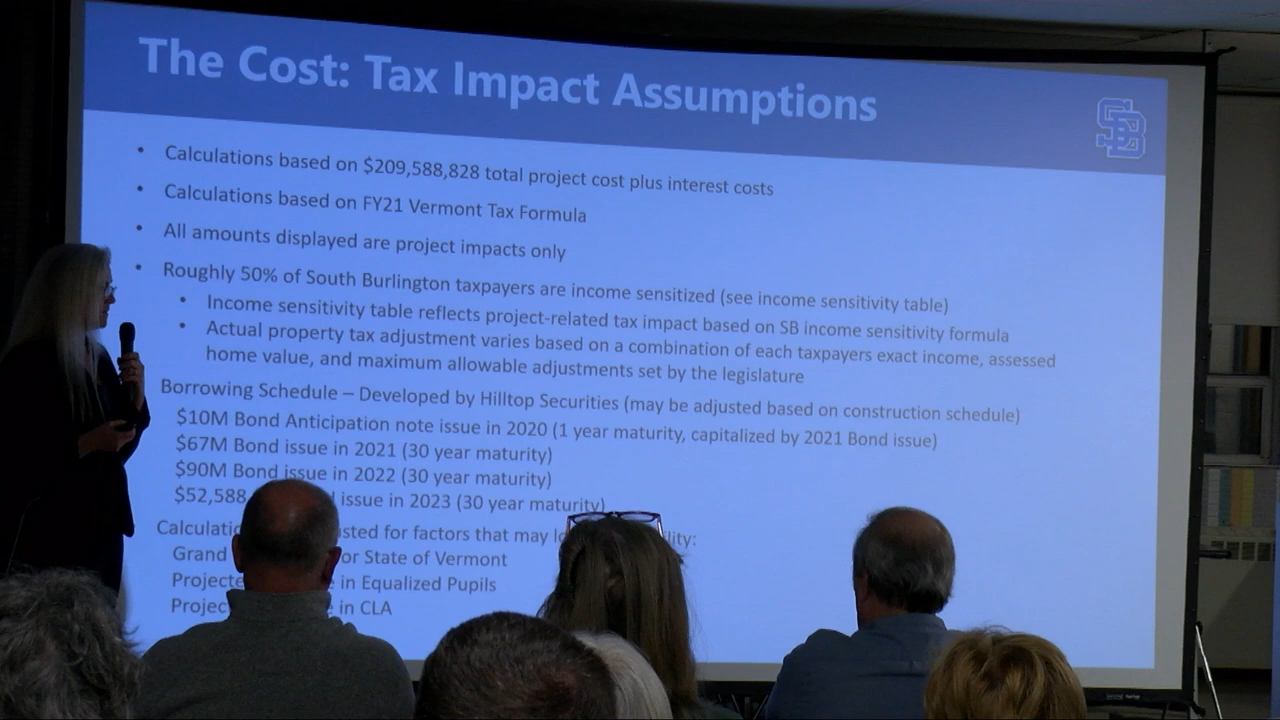 The Cost: Tax Impact Assumptions
SB
• Calculations based on $209,588,828 total project cost plus interest costs
• Calculations based on FY21 Vermont Tax Formula
• All amounts displayed are project impacts only
• Roughly 50% of South Burlington taxpayers are income sensitized (see income sensitivity table)
• Income sensitivity table reflects project-related tax impact based on SB income sensitivity formula
• Actual property tax adjustment varies based on a combination of each taxpayers exact income, assessed
home value, and maximum allowable adjustments set by the legislature
Borrowing Schedule – Developed by Hilltop Securities (may be adjusted based on construction schedule)
$10M Bond Anticipation note issue in 2020 (1 year maturity, capitalized by 2021 Bond issue)
$67M Bond issue in 2021 (30 year maturity)
$90M Bond issue in 2022 (30 year maturity)
$52,588 issue in 2023 (30 year maturity)
for factors that may
Grand or State of Vermont
in Equalized Pupils
in CLA